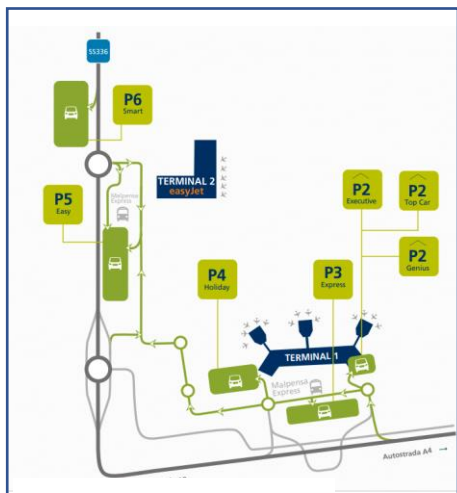 SS336
P6
Smart
TERMINAL 2
easyJet
Malpensa
Express
P5
Easy
P2
Executive
P2
Top Car
P2
Genius
P4
Holiday
P3
Express
TERMINAL 1
Malpensa
Express
Autostrada A4 →